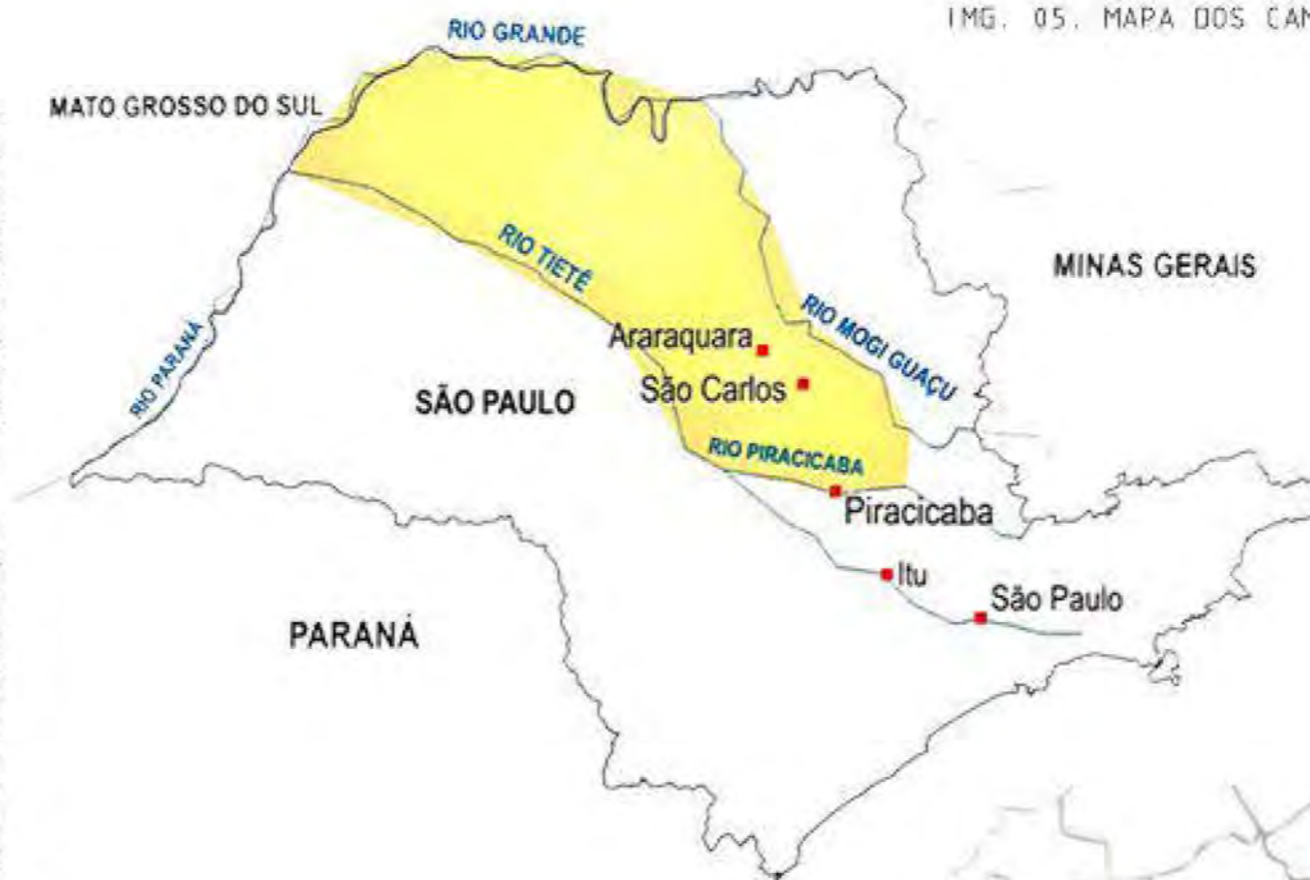 IMG. 05. MAPA DOS
RIO GRANDE
MATO GROSSO DO SUL
MINAS GERAIS
RIO TIETÊ
RIO MOGI GUAÇU
RIO PARANÁ
Araraquara
São Carlos
SÃO PAULO
RIO PIRACICABA
Piracicaba
Itu
São Paulo
PARANÁ